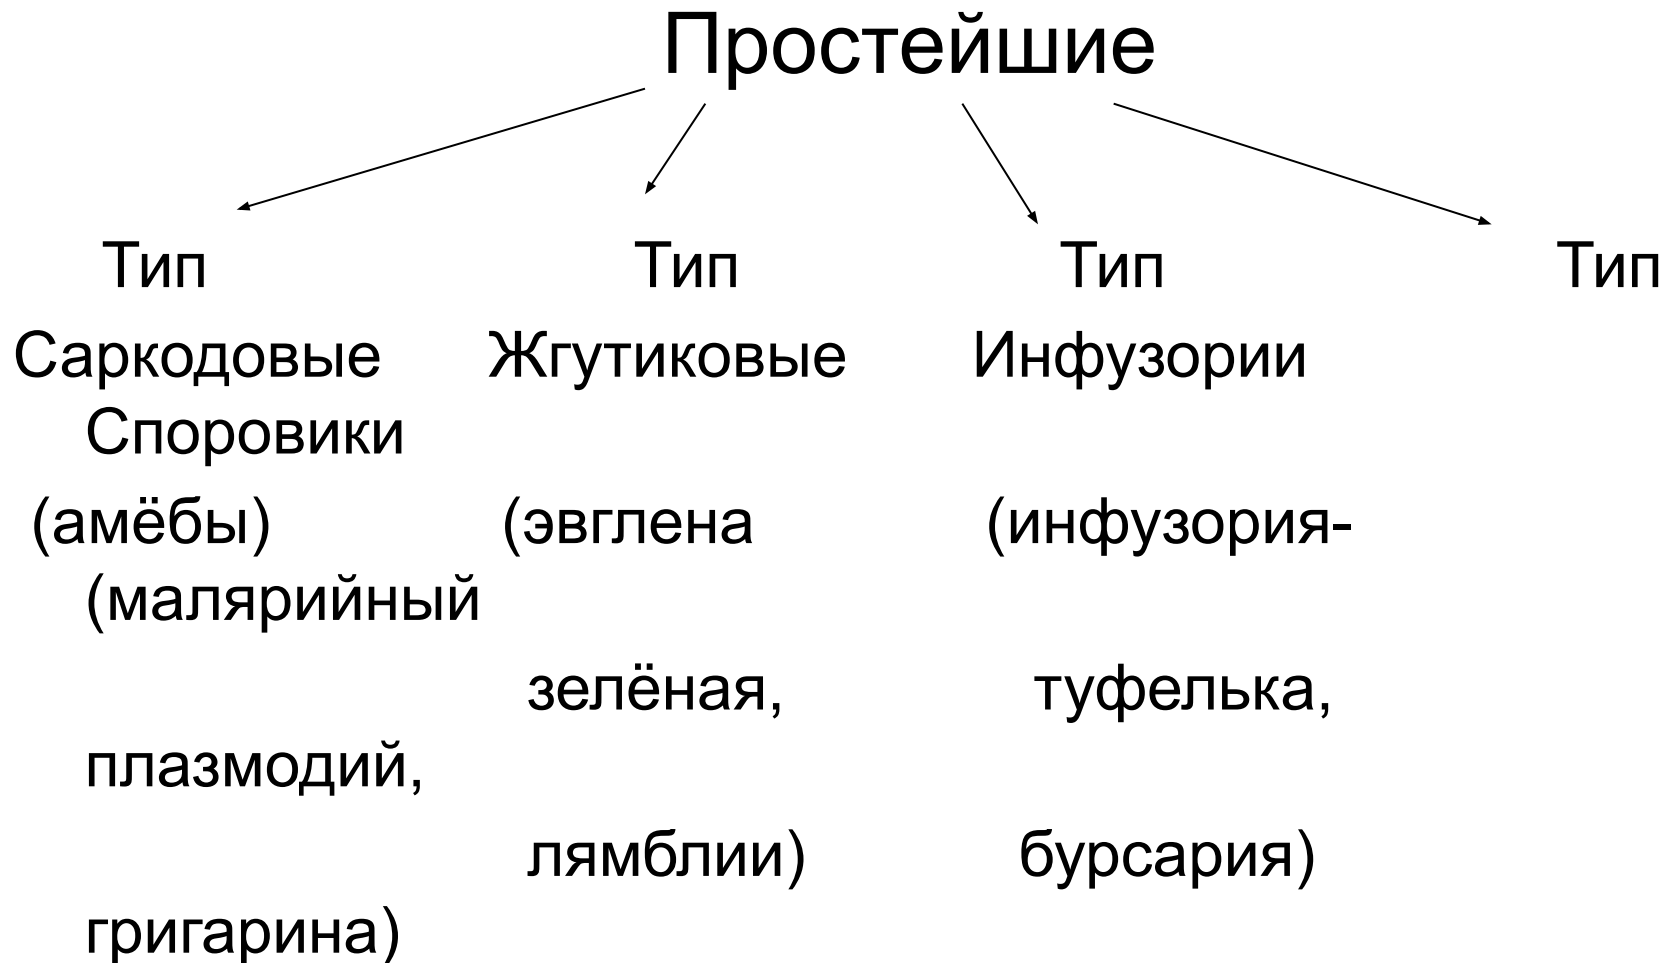 Простейшие
Тип Тип Тип Тип
Саркодовые Жгутиковые Инфузории
Споровики
(амёбы) (эвглена (инфузория-
(малярийный
зелёная, туфелька,
плазмодий,
лямблии) бурсария)
григарина)